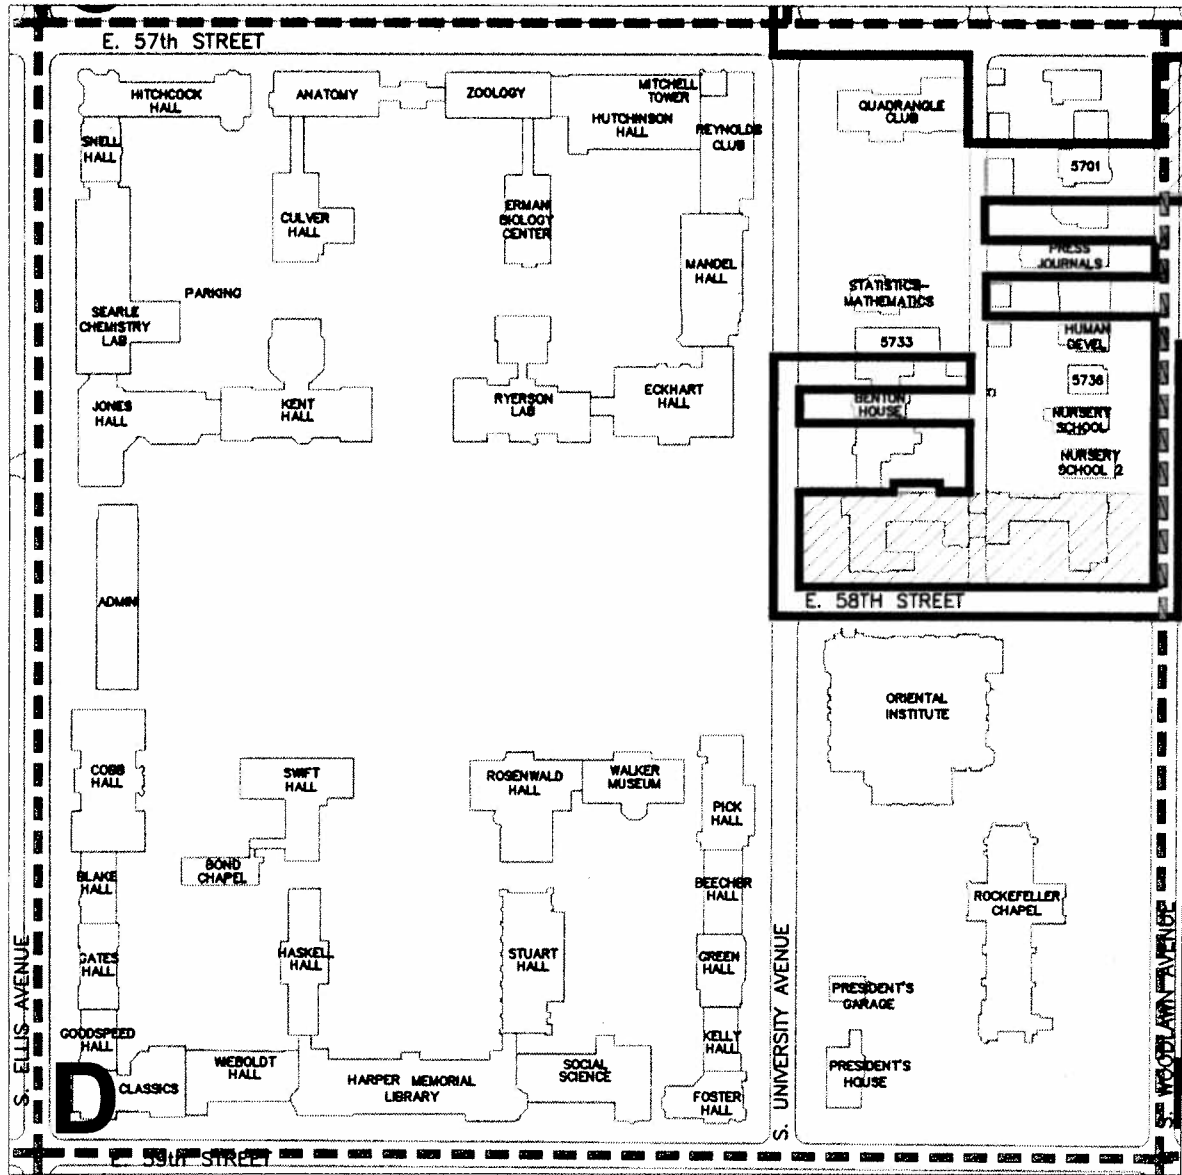 E. 57th STREET
HITCHCOCK
HALL
ANATOMY
ZOOLOGY
MITCHELL
TOWER
HUTCHINSON
HALL
REYNOLDS
CLUB
QUADRANGLE
CLUB
SNELL
HALL
5701
CULVER
HALL
ERMAN
BIOLOGY
CENTER
MANDEL
HALL
PRESS
JOURNALS
PARKING
STATISTICS-
MATHEMATICS
SEARLE
CHEMISTRY
LAB
5733
HUMAN
DEVEL
5736
JONES
HALL
KENT
HALL
RYERSON
LAB
ECKHART
HALL
BENTON
HOUSE
NURSERY
SCHOOL
NURSERY
SCHOOL 2
ADMIN
E. 58TH STREET
ORIENTAL
INSTITUTE
COBB
HALL
SWIFT
HALL
ROSENWALD
HALL
WALKER
MUSEUM
PICK
HALL
BOND
CHAPEL
BLAKE
HALL
BEECHER
HALL
ROCKEFELLER
CHAPEL
GATES
HALL
HASKELL
HALL
STUART
HALL
GREEN
HALL
PRESIDENT'S
GARAGE
GOODSPEED
HALL
KELLY
HALL
WIEBOLDT
HALL
SOCIAL
SCIENCE
PRESIDENT'S
HOUSE
CLASSICS
HARPER MEMORIAL
LIBRARY
FOSTER
HALL
D
S. ELLIS AVENUE
S. UNIVERSITY AVENUE
S. WOODLAWN AVENUE
E. 59th STREET